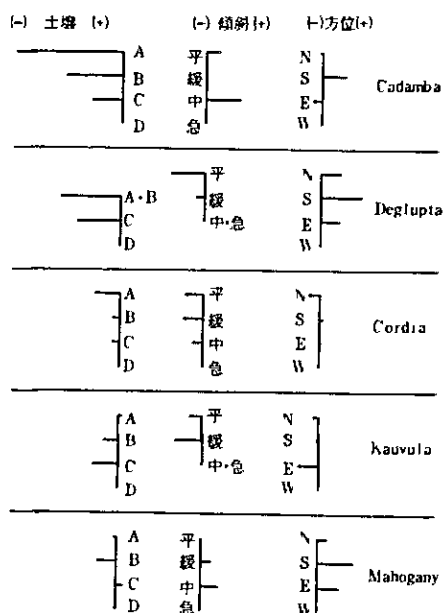 (-) 土壌 (+) (-) 傾斜 (+) (-) 方位 (+)
A 平 N
B 緩 S
C 中 E
D 急 W
Cadamba
平 N
A・B 緩 S
C 中・急 E
D W
Deglupta
A 平 N
B 緩 S
C 中 E
D 急 W
Cordia
A 平 N
B 緩 S
C 中・急 E
D W
Kauvula
A 平 N
B 緩 S
C 中 E
D 急 W
Mahogany